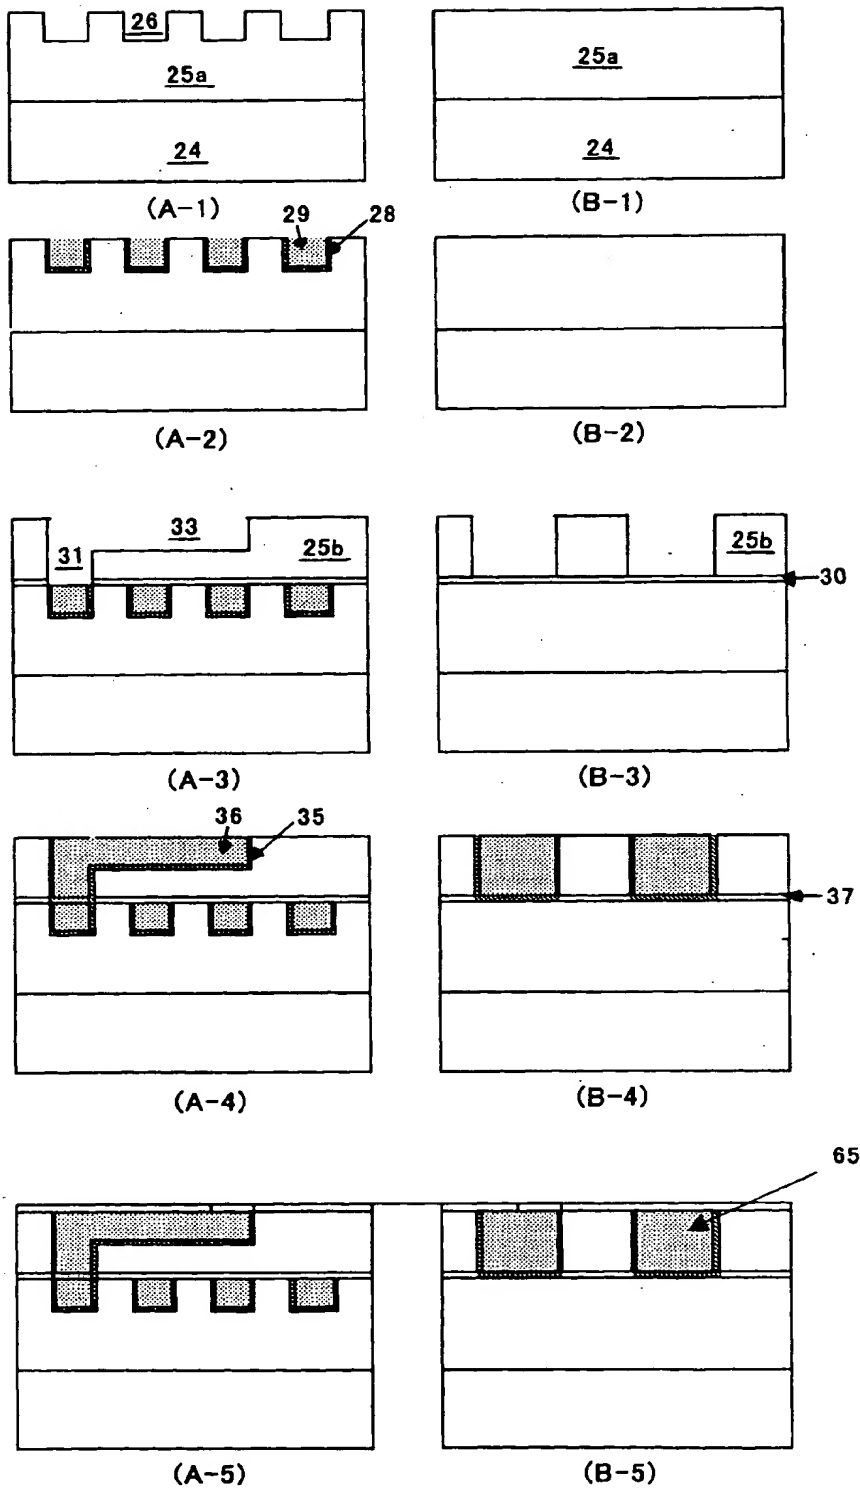 26
25a
24
(A-1)
25a
24
(B-1)
29
28
(A-2)
(B-2)
33
31
25b
(A-3)
25b
30
(B-3)
36
35
(A-4)
37
(B-4)
65
(A-5)
(B-5)